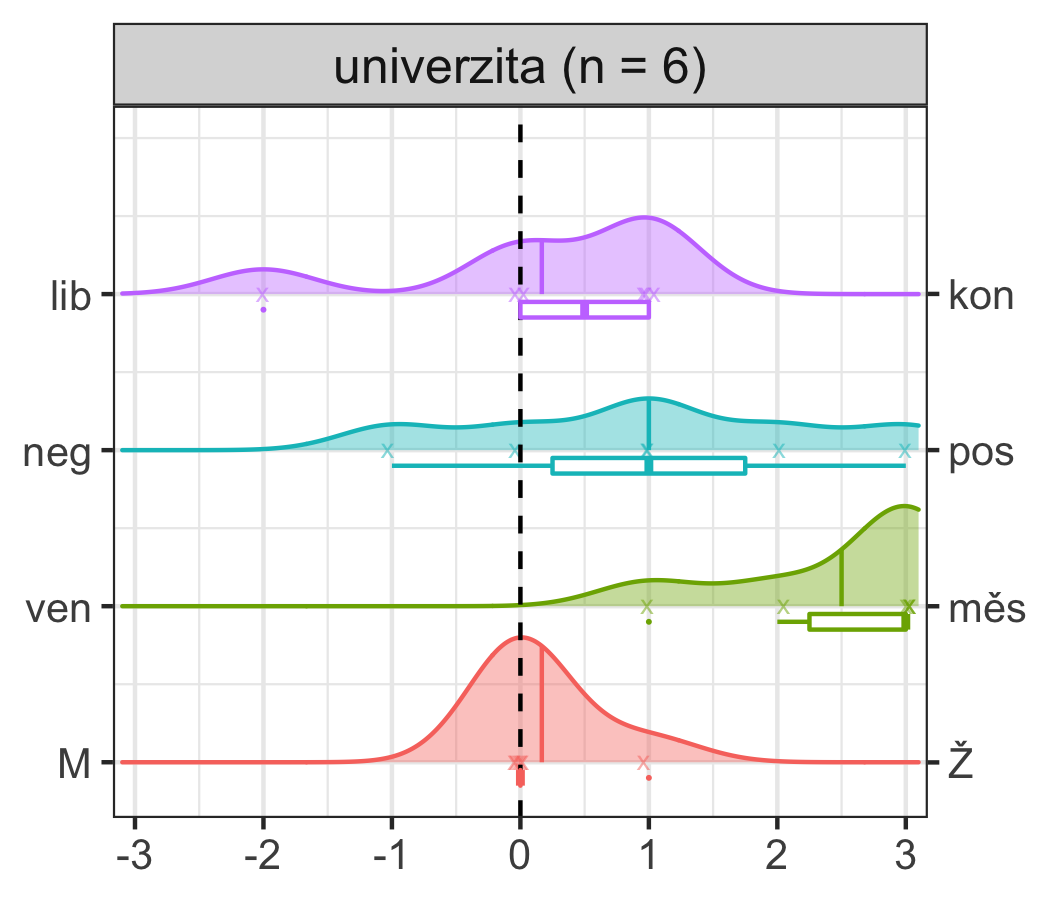 univerzita (n = 6)
lib kon
neg pos
ven měs
M Ž
-3 -2 -1 0 1 2 3